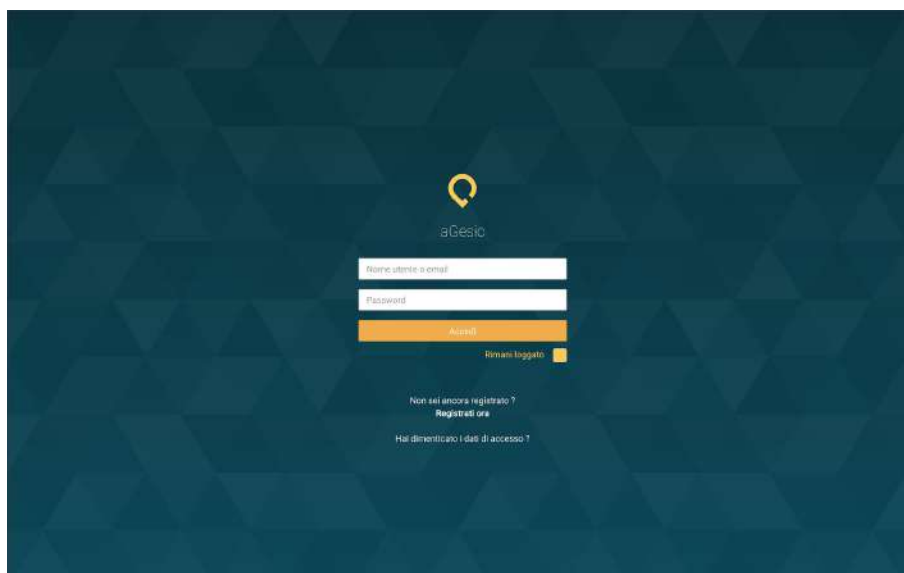 aGesic
Nome utente o email
Password
Accedi
Rimani loggato
Non sei ancora registrato ?
Registrati ora
Hai dimenticato i dati di accesso ?